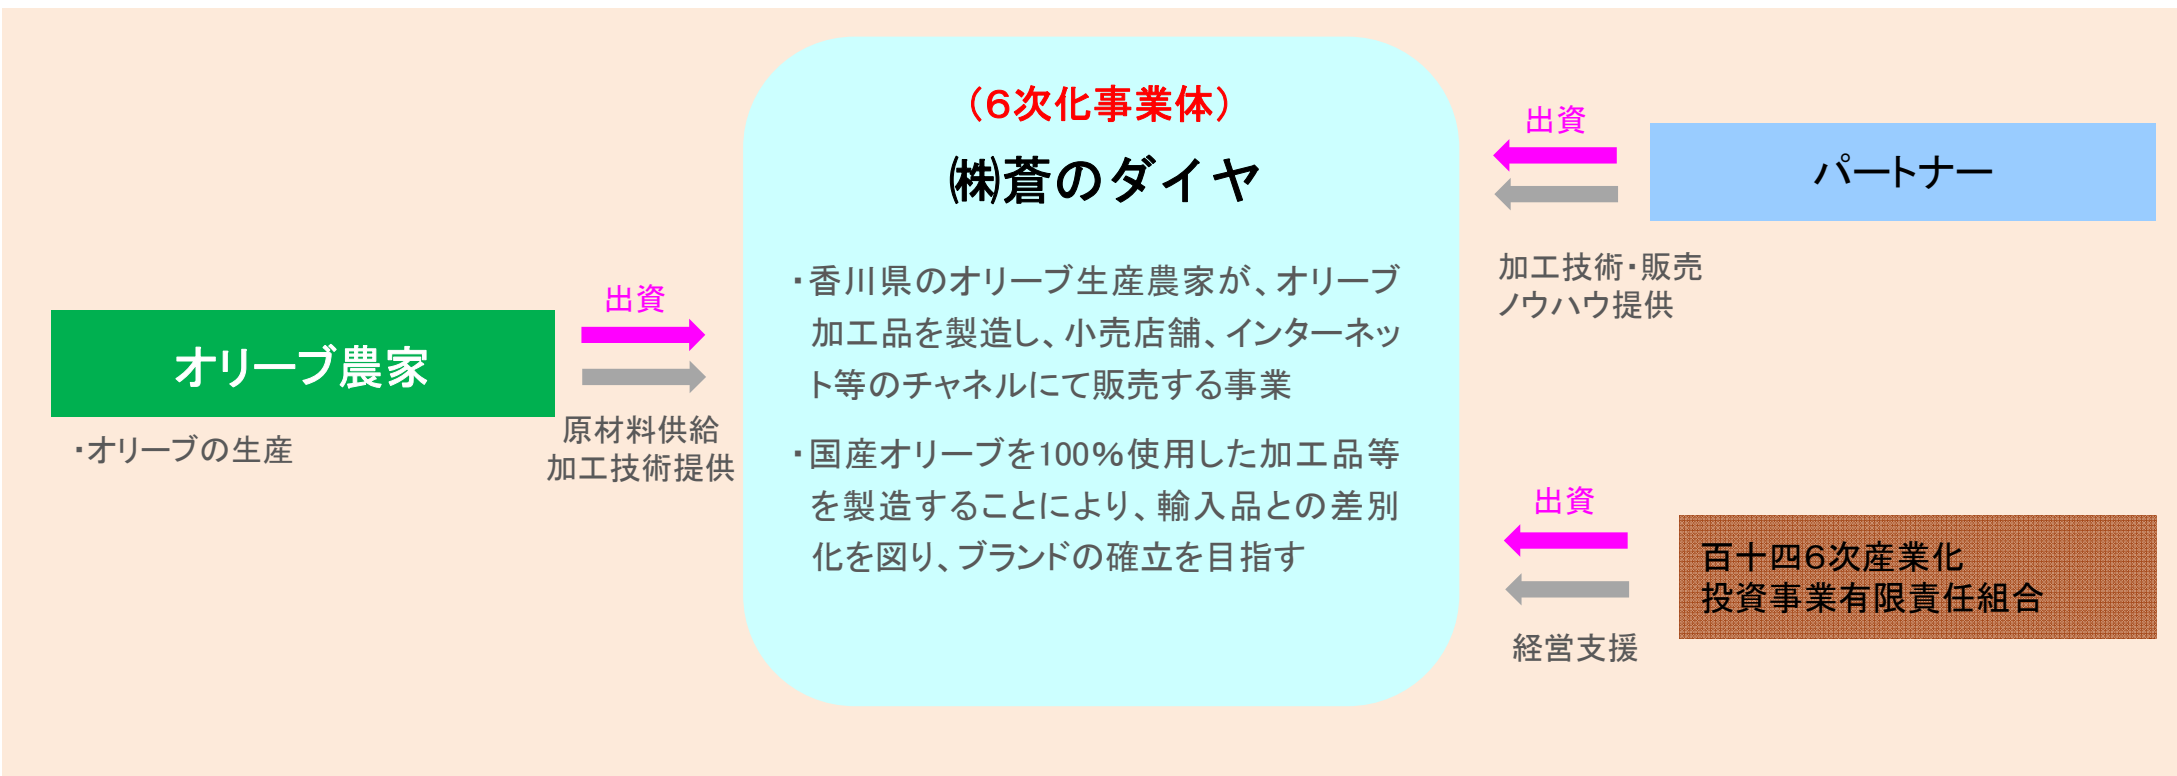 （６次化事業体）
㈱蒼のダイヤ
・香川県のオリーブ生産農家が、オリーブ
加工品を製造し、小売店舗、インターネッ
ト等のチャネルにて販売する事業
・国産オリーブを100％使用した加工品等
を製造することにより、輸入品との差別
化を図り、ブランドの確立を目指す
オリーブ農家
・オリーブの生産
出資
原材料供給
加工技術提供
出資
パートナー
加工技術・販売
ノウハウ提供
出資
百十四６次産業化
投資事業有限責任組合
経営支援